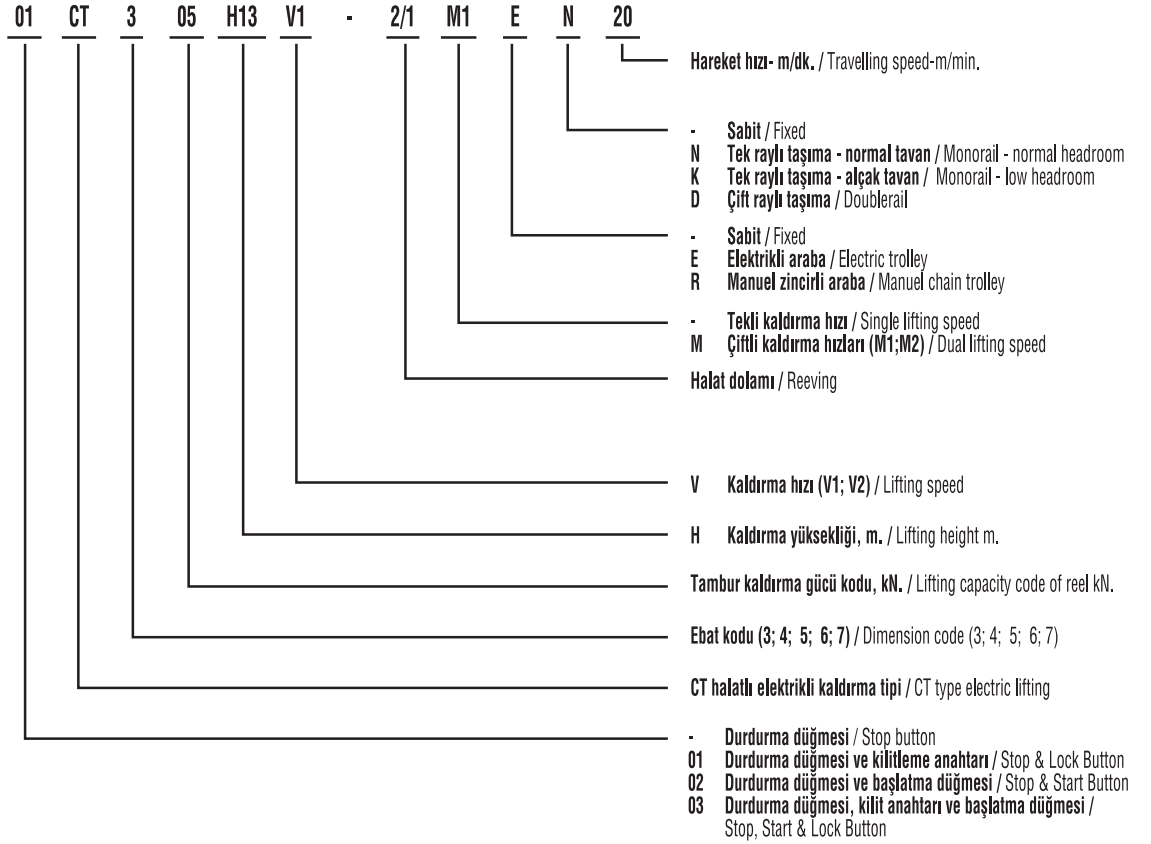 01 CT 3 05 H13 V1 - 2/1 M1 E N 20
Hareket hızı- m/dk. / Travelling speed-m/min.
- Sabit / Fixed
N Tek raylı taşıma - normal tavan / Monorail - normal headroom
K Tek raylı taşıma - alçak tavan / Monorail - low headroom
D Çift raylı taşıma / Doublerail
- Sabit / Fixed
E Elektrikli araba / Electric trolley
R Manuel zincirli araba / Manuel chain trolley
- Tekli kaldırma hızı / Single lifting speed
M Çiftli kaldırma hızları (M1;M2) / Dual lifting speed
Halat dolamı / Reeving
V Kaldırma hızı (V1; V2) / Lifting speed
H Kaldırma yüksekliği, m. / Lifting height m.
Tambur kaldırma gücü kodu, kN. / Lifting capacity code of reel kN.
Ebat kodu (3; 4; 5; 6; 7) / Dimension code (3; 4; 5; 6; 7)
CT halatlı elektrikli kaldırma tipi / CT type electric lifting
- Durdurma düğmesi / Stop button
01 Durdurma düğmesi ve kilitleme anahtarı / Stop & Lock Button
02 Durdurma düğmesi ve başlatma düğmesi / Stop & Start Button
03 Durdurma düğmesi, kilit anahtarı ve başlatma düğmesi /
Stop, Start & Lock Button